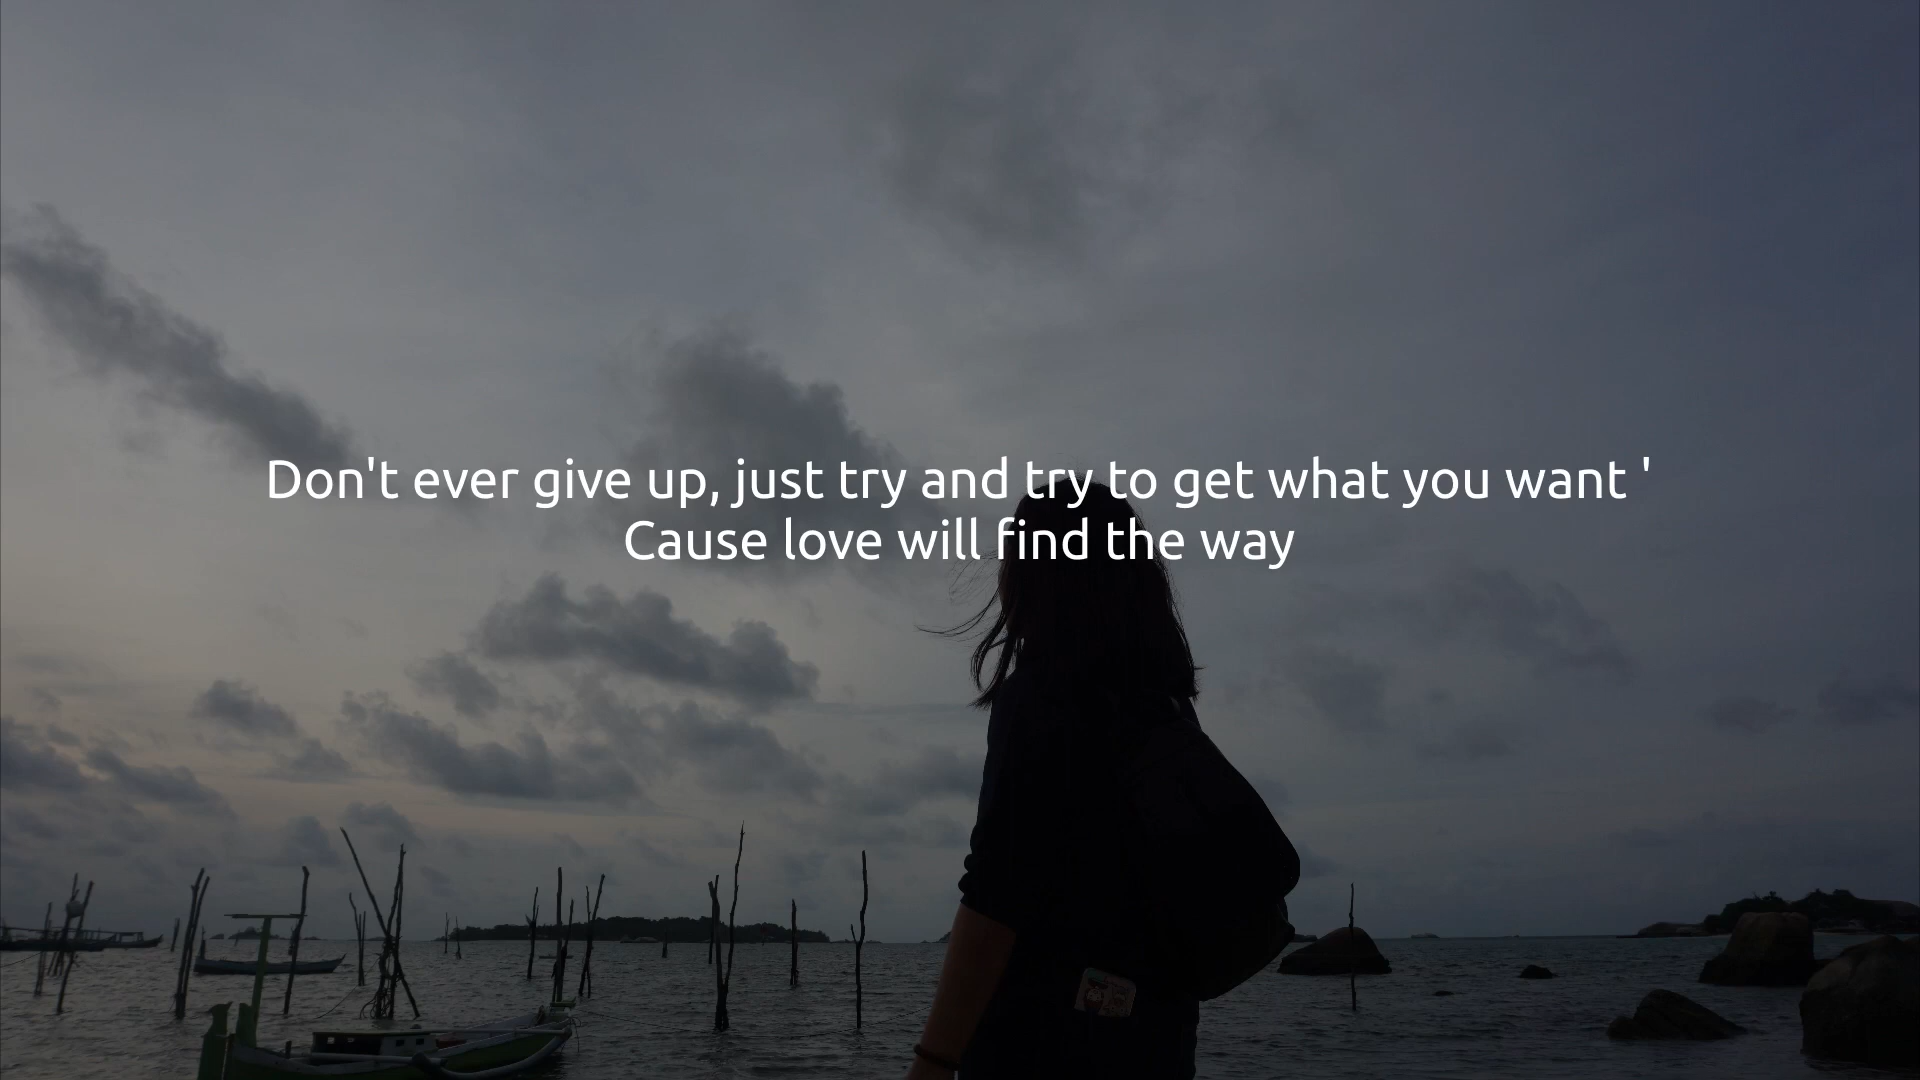 Don't ever give up, just try and try to get what you want '
Cause love will find the way